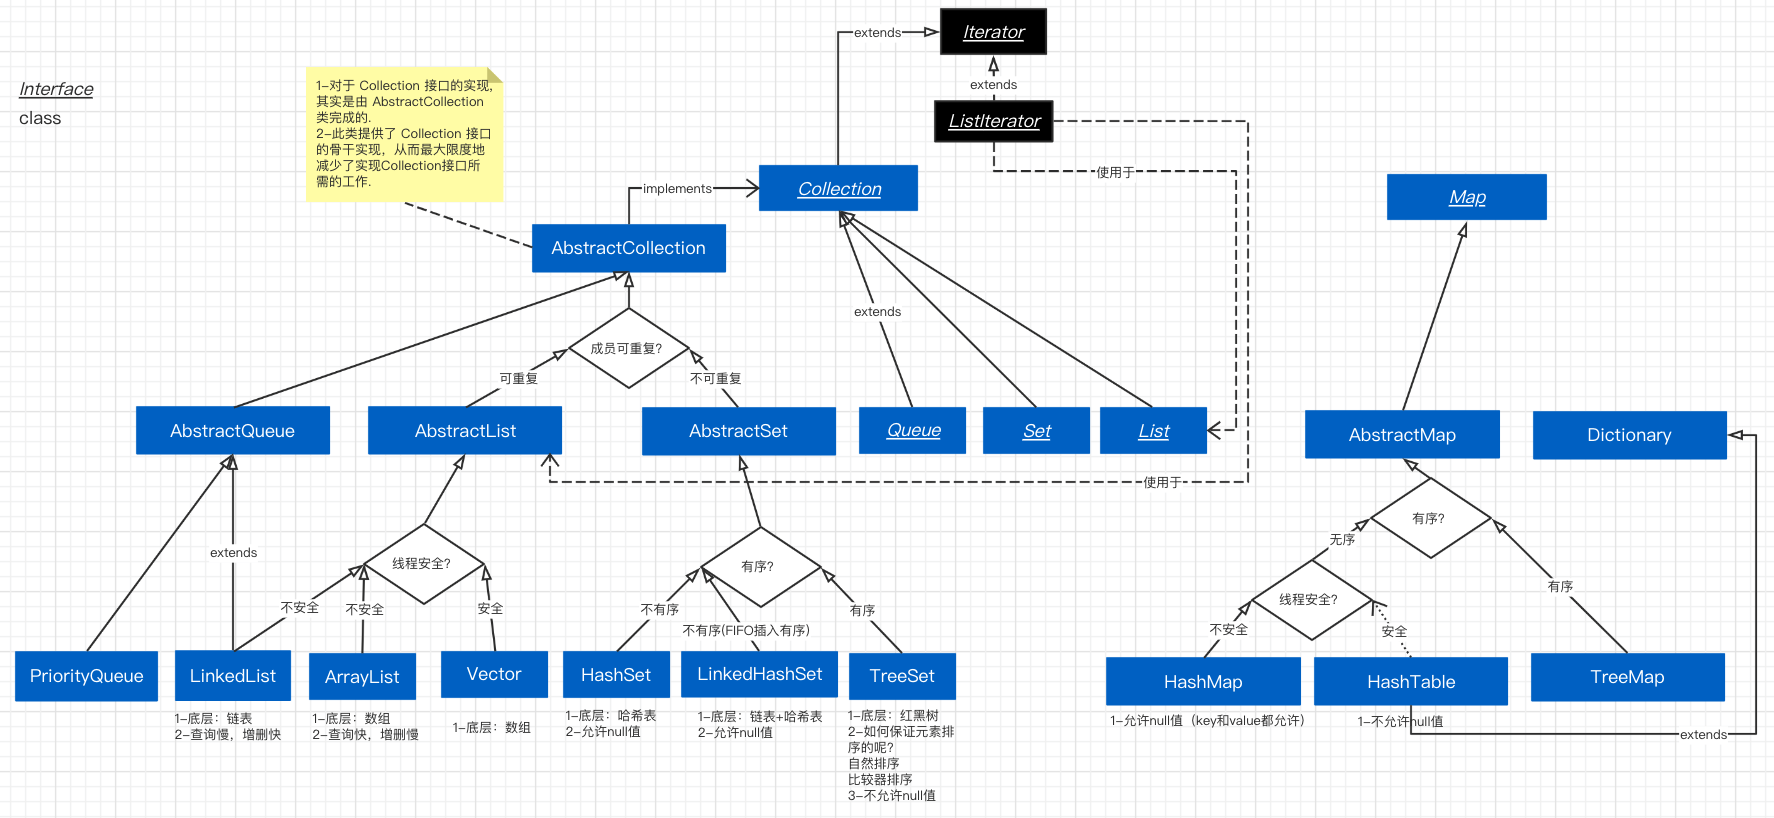 Iterator
extends
extends
ListIterator
Interface
class
1-对于 Collection 接口的实现,
其实是由 AbstractCollection
类完成的.
2-此类提供了 Collection 接口
的骨干实现，从而最大限度地
减少了实现Collection接口所
需的工作.
使用于
implements
Collection
Map
AbstractCollection
extends
成员可重复?
可重复
不可重复
AbstractQueue
AbstractList
AbstractSet
Queue
Set
List
AbstractMap
Dictionary
使用于
extends
线程安全?
有序?
有序?
无序
不安全
不安全
安全
不有序
不有序(FIFO插入有序)
有序
线程安全?
有序
不安全
安全
PriorityQueue
LinkedList
ArrayList
Vector
HashSet
LinkedHashSet
TreeSet
HashMap
HashTable
TreeMap
1-底层：链表
2-查询慢，增删快
1-底层：数组
2-查询快，增删慢
1-底层：数组
1-底层：哈希表
2-允许null值
1-底层：链表+哈希表
2-允许null值
1-底层：红黑树
2-如何保证元素排
序的呢?
自然排序
比较器排序
3-不允许null值
1-允许null值（key和value都允许）
1-不允许null值
extends